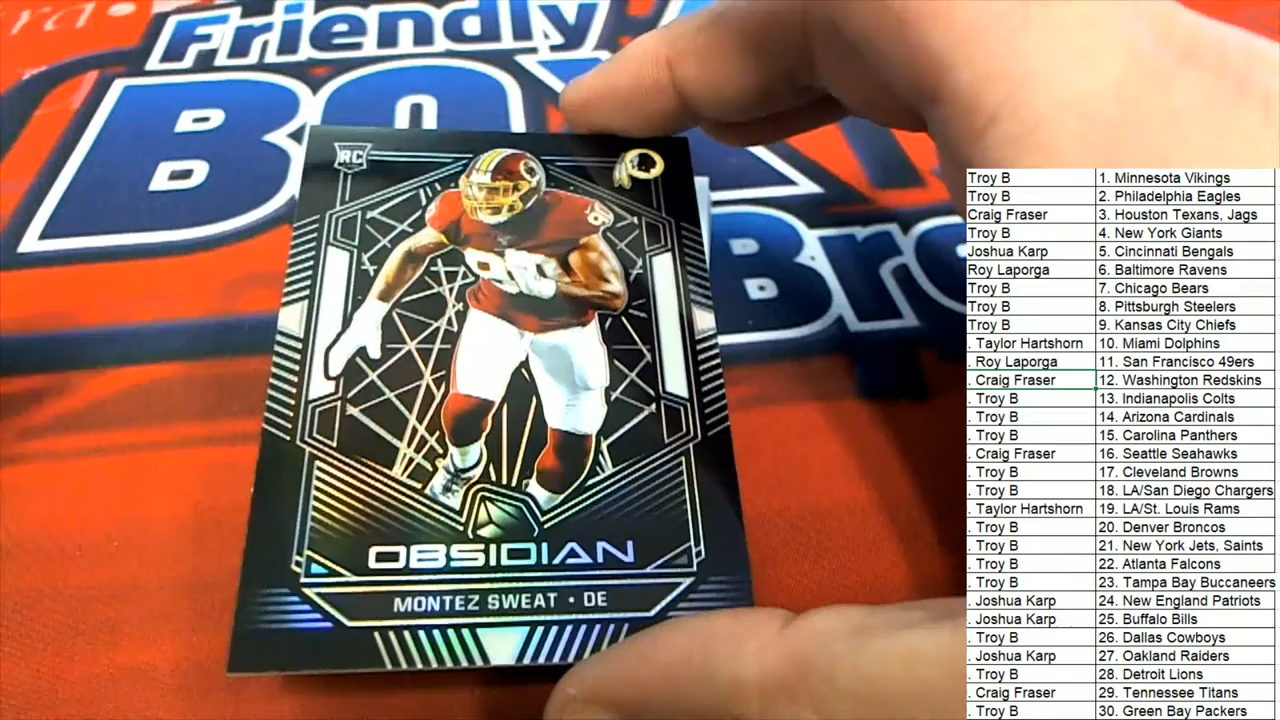 Friendly
BOX
Bre
RC
OBSIDIAN
MONTEZ SWEAT • DE
Troy B 1. Minnesota Vikings
Troy B 2. Philadelphia Eagles
Craig Fraser 3. Houston Texans, Jags
Troy B 4. New York Giants
Joshua Karp 5. Cincinnati Bengals
Roy Laporga 6. Baltimore Ravens
Troy B 7. Chicago Bears
Troy B 8. Pittsburgh Steelers
Troy B 9. Kansas City Chiefs
. Taylor Hartshorn 10. Miami Dolphins
. Roy Laporga 11. San Francisco 49ers
. Craig Fraser 12. Washington Redskins
. Troy B 13. Indianapolis Colts
. Troy B 14. Arizona Cardinals
. Troy B 15. Carolina Panthers
. Craig Fraser 16. Seattle Seahawks
. Troy B 17. Cleveland Browns
. Troy B 18. LA/San Diego Chargers
. Taylor Hartshorn 19. LA/St. Louis Rams
. Troy B 20. Denver Broncos
. Troy B 21. New York Jets, Saints
. Troy B 22. Atlanta Falcons
. Troy B 23. Tampa Bay Buccaneers
. Joshua Karp 24. New England Patriots
. Joshua Karp 25. Buffalo Bills
. Troy B 26. Dallas Cowboys
. Joshua Karp 27. Oakland Raiders
. Troy B 28. Detroit Lions
. Craig Fraser 29. Tennessee Titans
. Troy B 30. Green Bay Packers